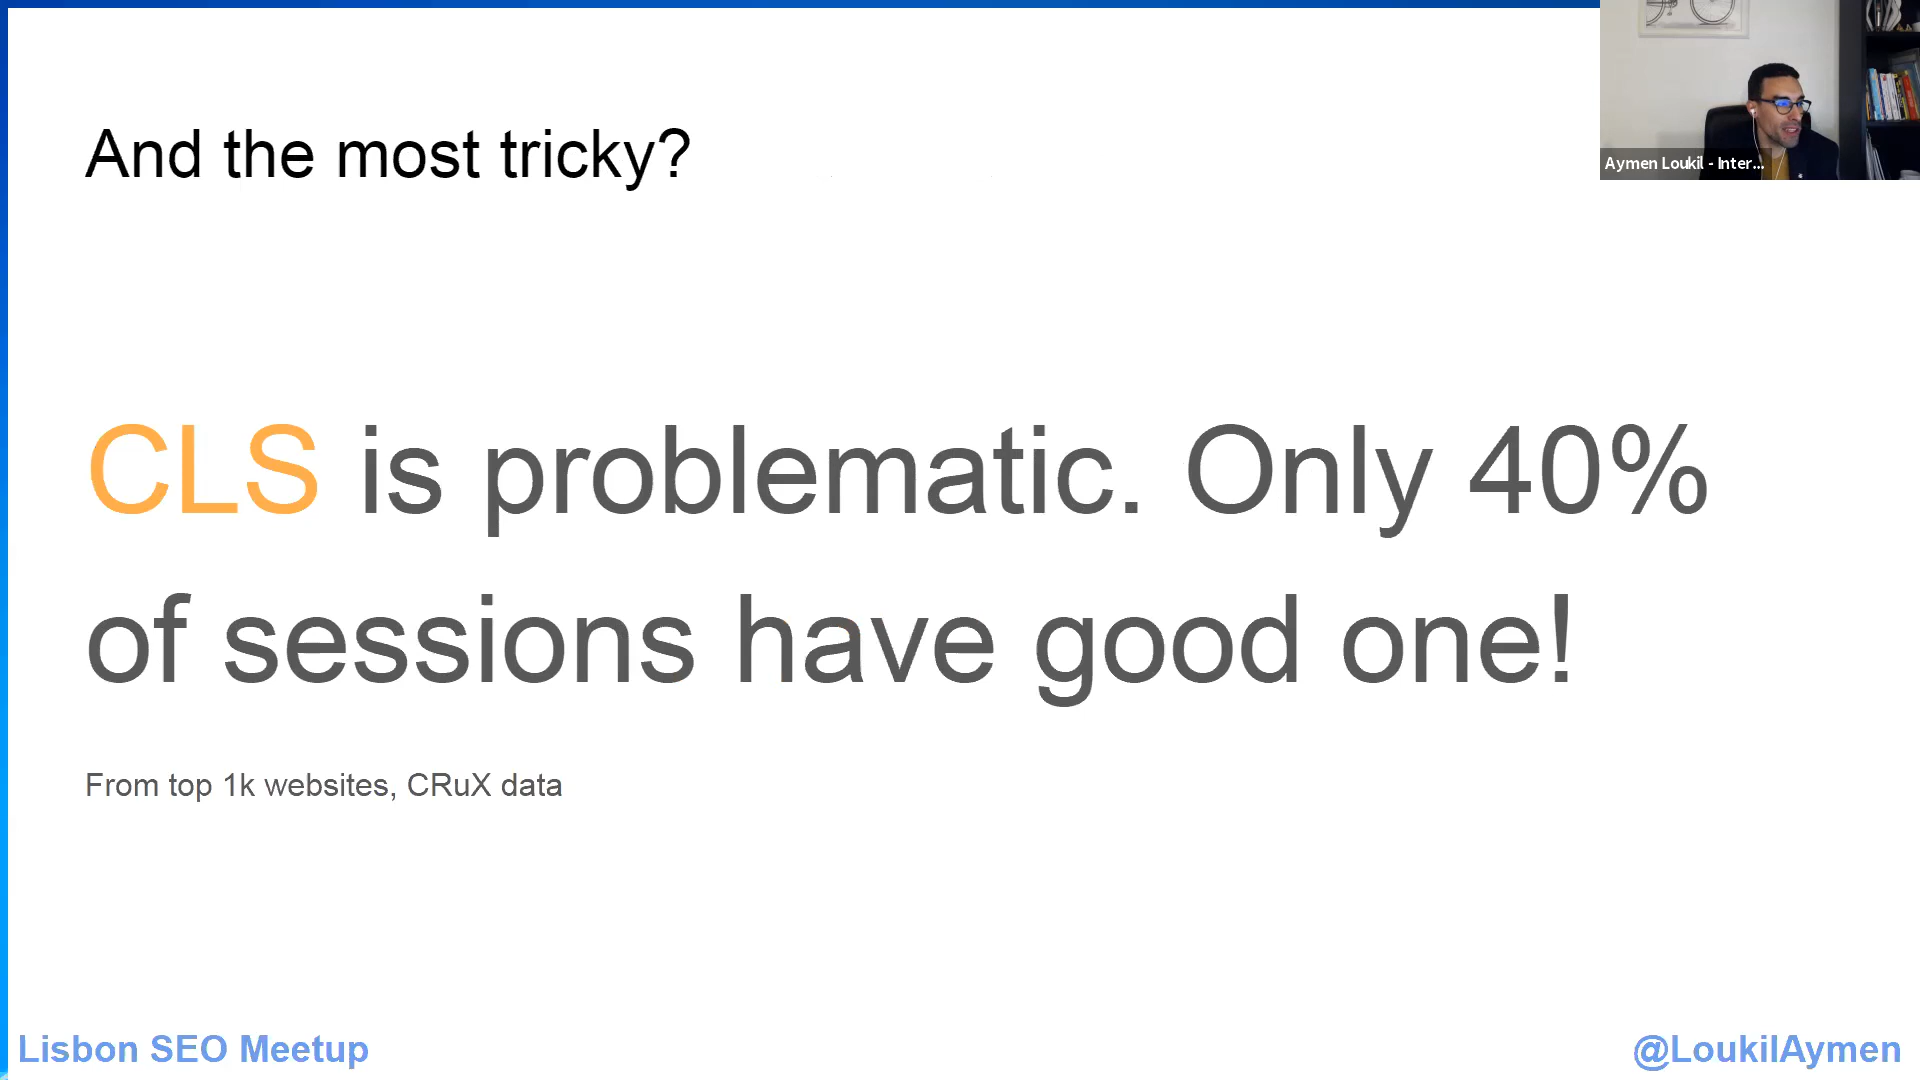 And the most tricky?
Aymen Loukil - Inter...
CLS is problematic. Only 40%
of sessions have good one!
From top 1k websites, CRuX data
Lisbon SEO Meetup
@LoukilAymen